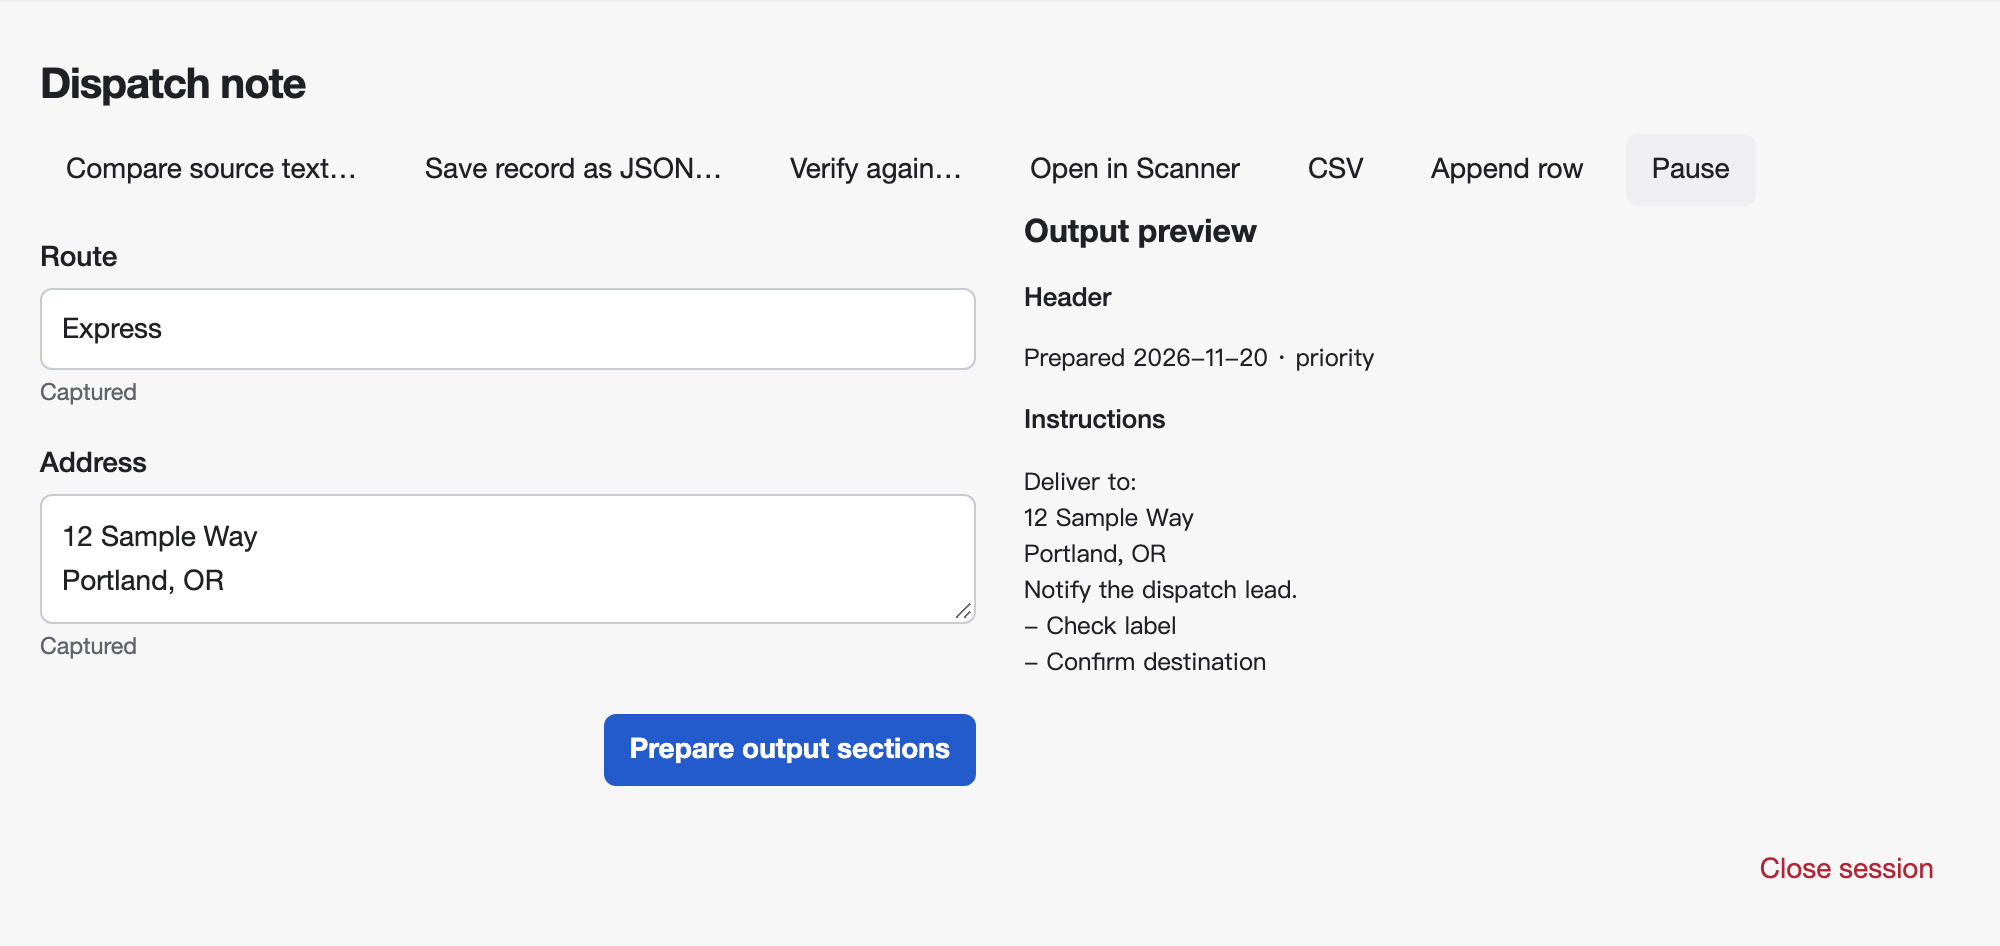 Dispatch note
Compare source text… Save record as JSON… Verify again… Open in Scanner CSV Append row Pause
Route
Express
Captured
Address
12 Sample Way
Portland, OR
Captured
Prepare output sections
Output preview
Header
Prepared 2026–11–20 · priority
Instructions
Deliver to:
12 Sample Way
Portland, OR
Notify the dispatch lead.
– Check label
– Confirm destination
Close session